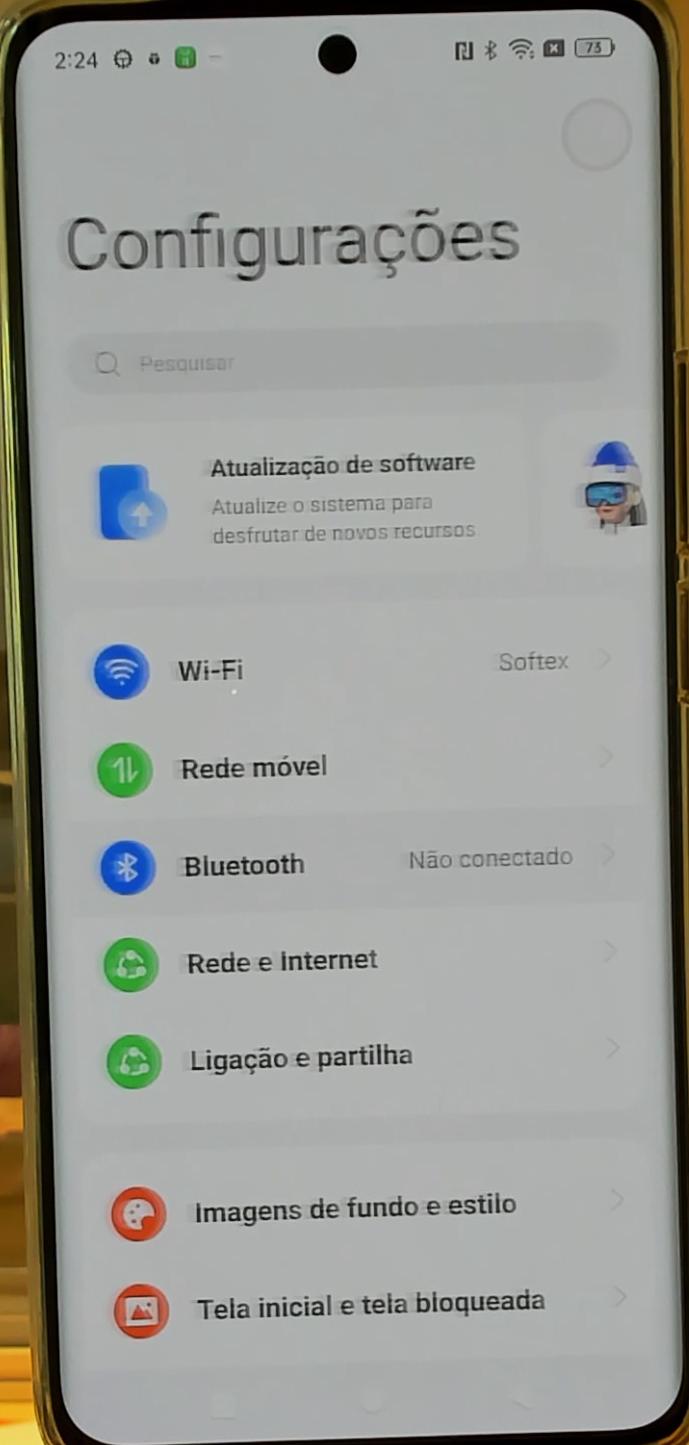 2:24
73
Configurações
Pesquisar
Atualização de software
Atualize o sistema para
desfrutar de novos recursos
Wi-Fi
Softex
Rede móvel
Bluetooth
Não conectado
Rede e Internet
Ligação e partilha
Imagens de fundo e estilo
Tela inicial e tela bloqueada